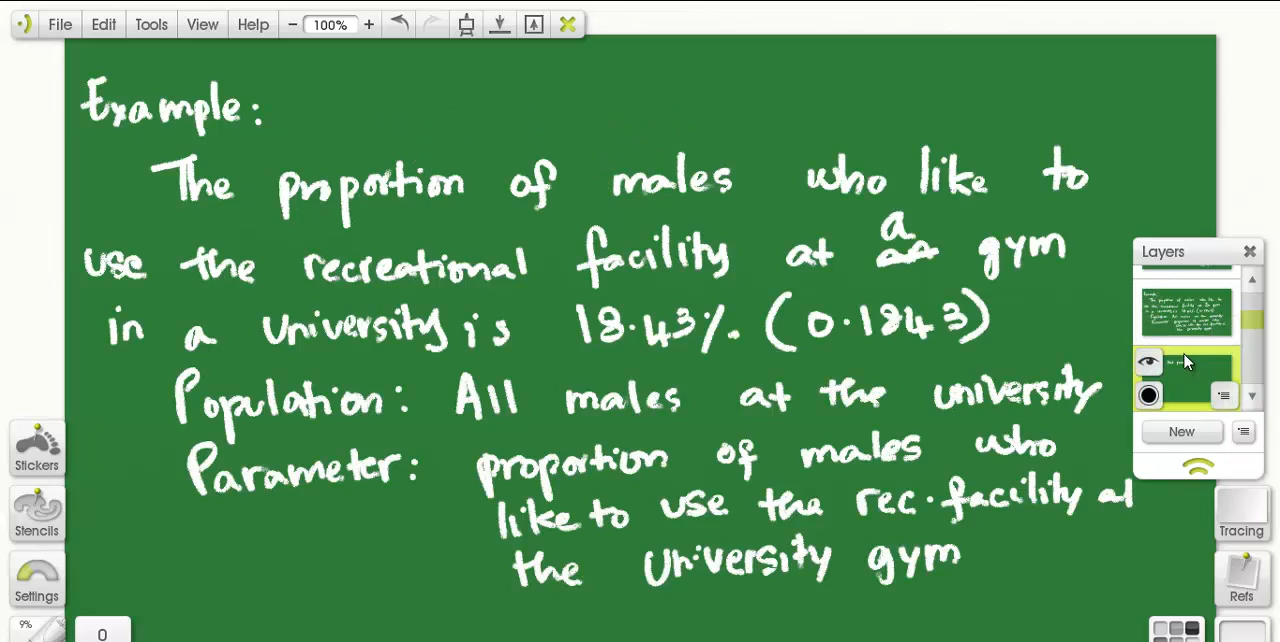 File Edit Tools View Help − 100% +
Example:
The proportion of males who like to
use the recreational facility at a gym
in a university is 18.43% (0.1843)
Population: All males at the university
Parameter: proportion of males who
like to use the rec. facility at
the university gym
Layers
New
Stickers
Stencils
Settings
9%
0
Tracing
Refs